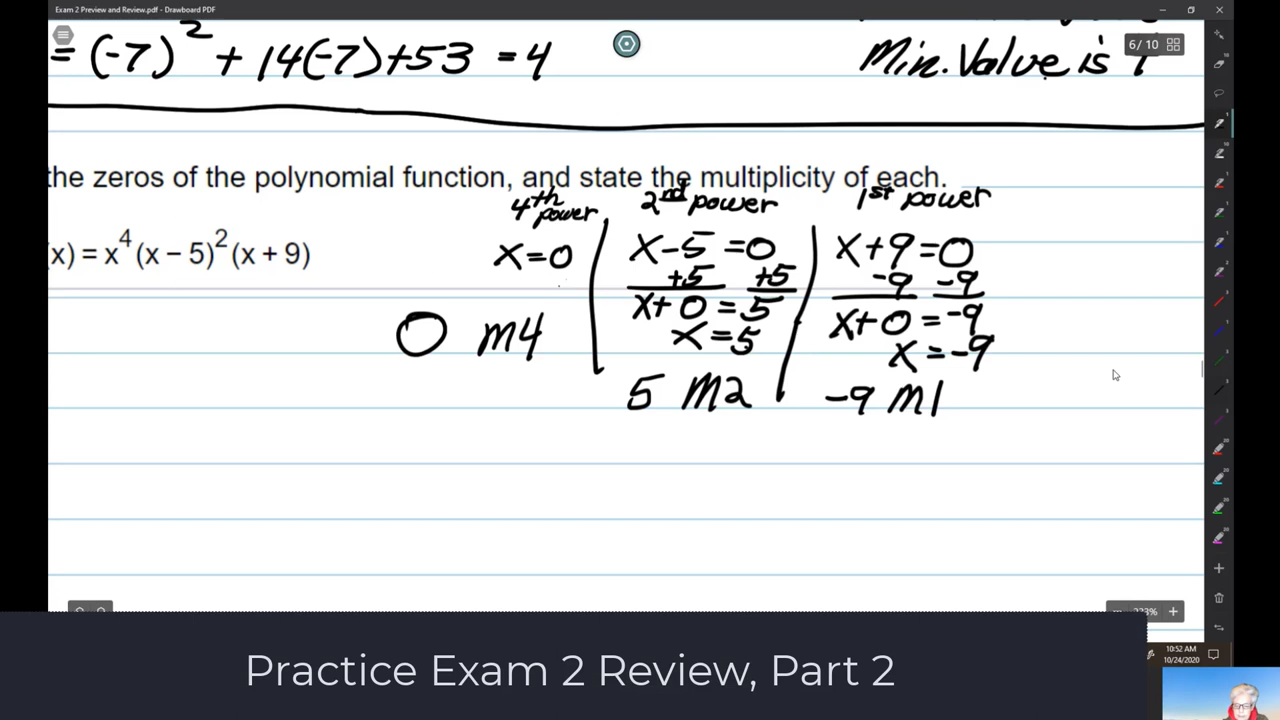 Exam 2 Preview and Review.pdf - Drawboard PDF
6 / 10
= (-7)² + 14(-7)+53 = 4
Min. Value is 4
the zeros of the polynomial function, and state the multiplicity of each.
4th power
2nd power
1st power
(x) = x⁴(x − 5)²(x + 9)
x=0
x-5=0
x+9=0
+5 +5
-9 -9
x+0=5
x+0=-9
x=5
x=-9
0 m4
5 m2
-9 m1
223%
Practice Exam 2 Review, Part 2
10:52 AM
10/24/2020